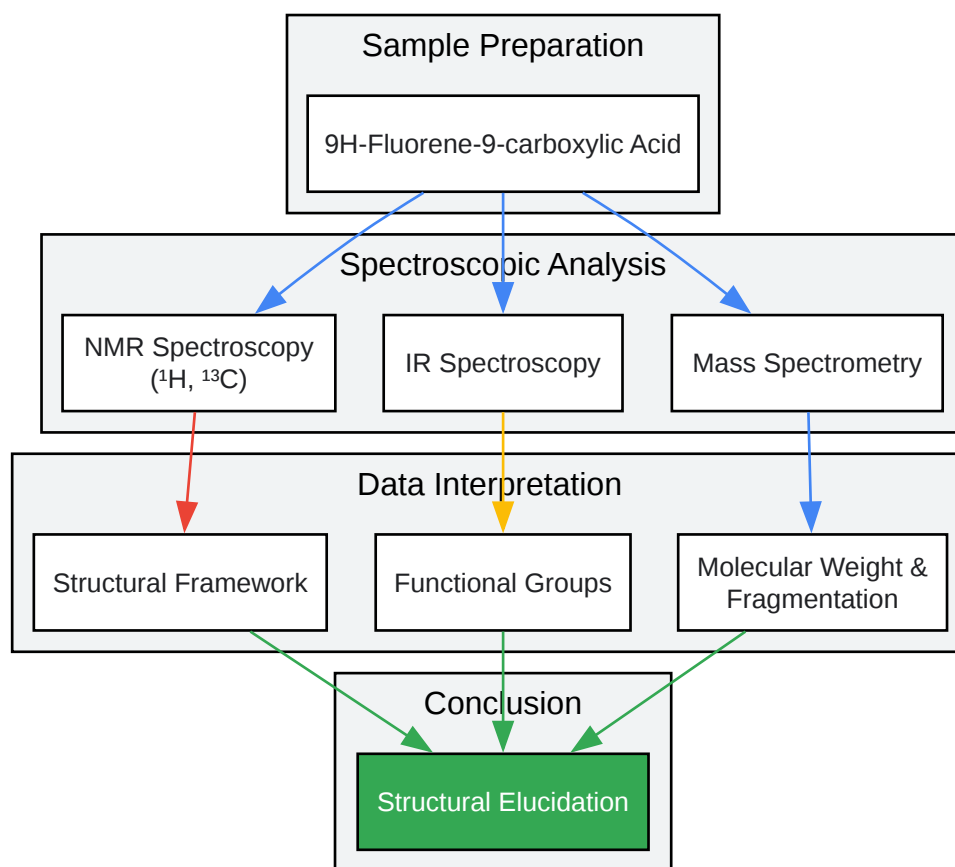 Sample Preparation
9H-Fluorene-9-carboxylic Acid
Spectroscopic Analysis
NMR Spectroscopy
(¹H, ¹³C)
IR Spectroscopy
Mass Spectrometry
Data Interpretation
Structural Framework
Functional Groups
Molecular Weight &
Fragmentation
Conclusion
Structural Elucidation